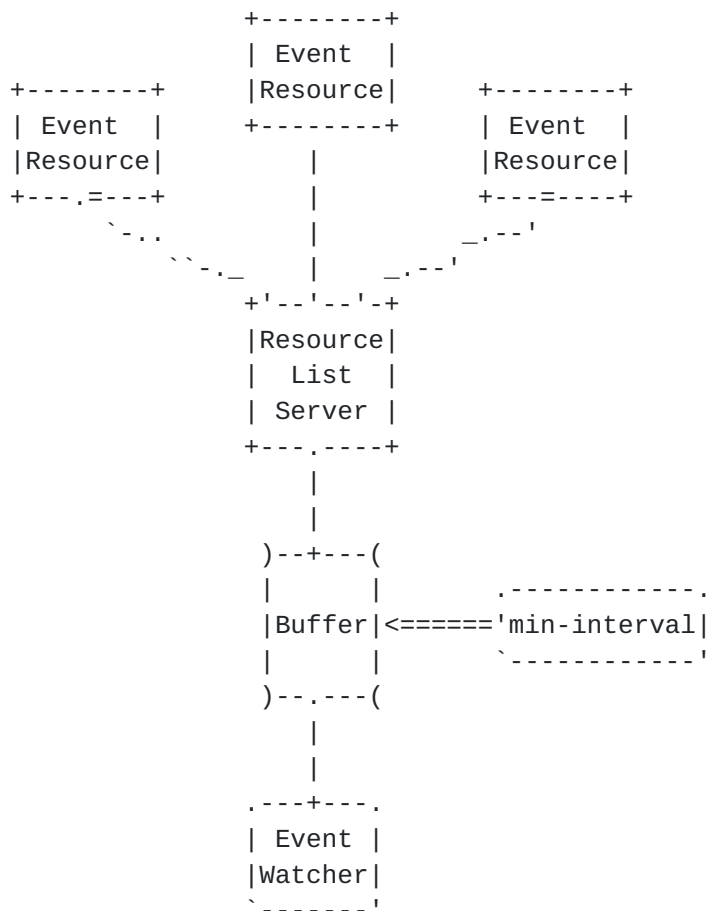 Event
Resource
Event
Resource
Event
Resource
Resource
List
Server
Buffer
min-interval
Event
Watcher